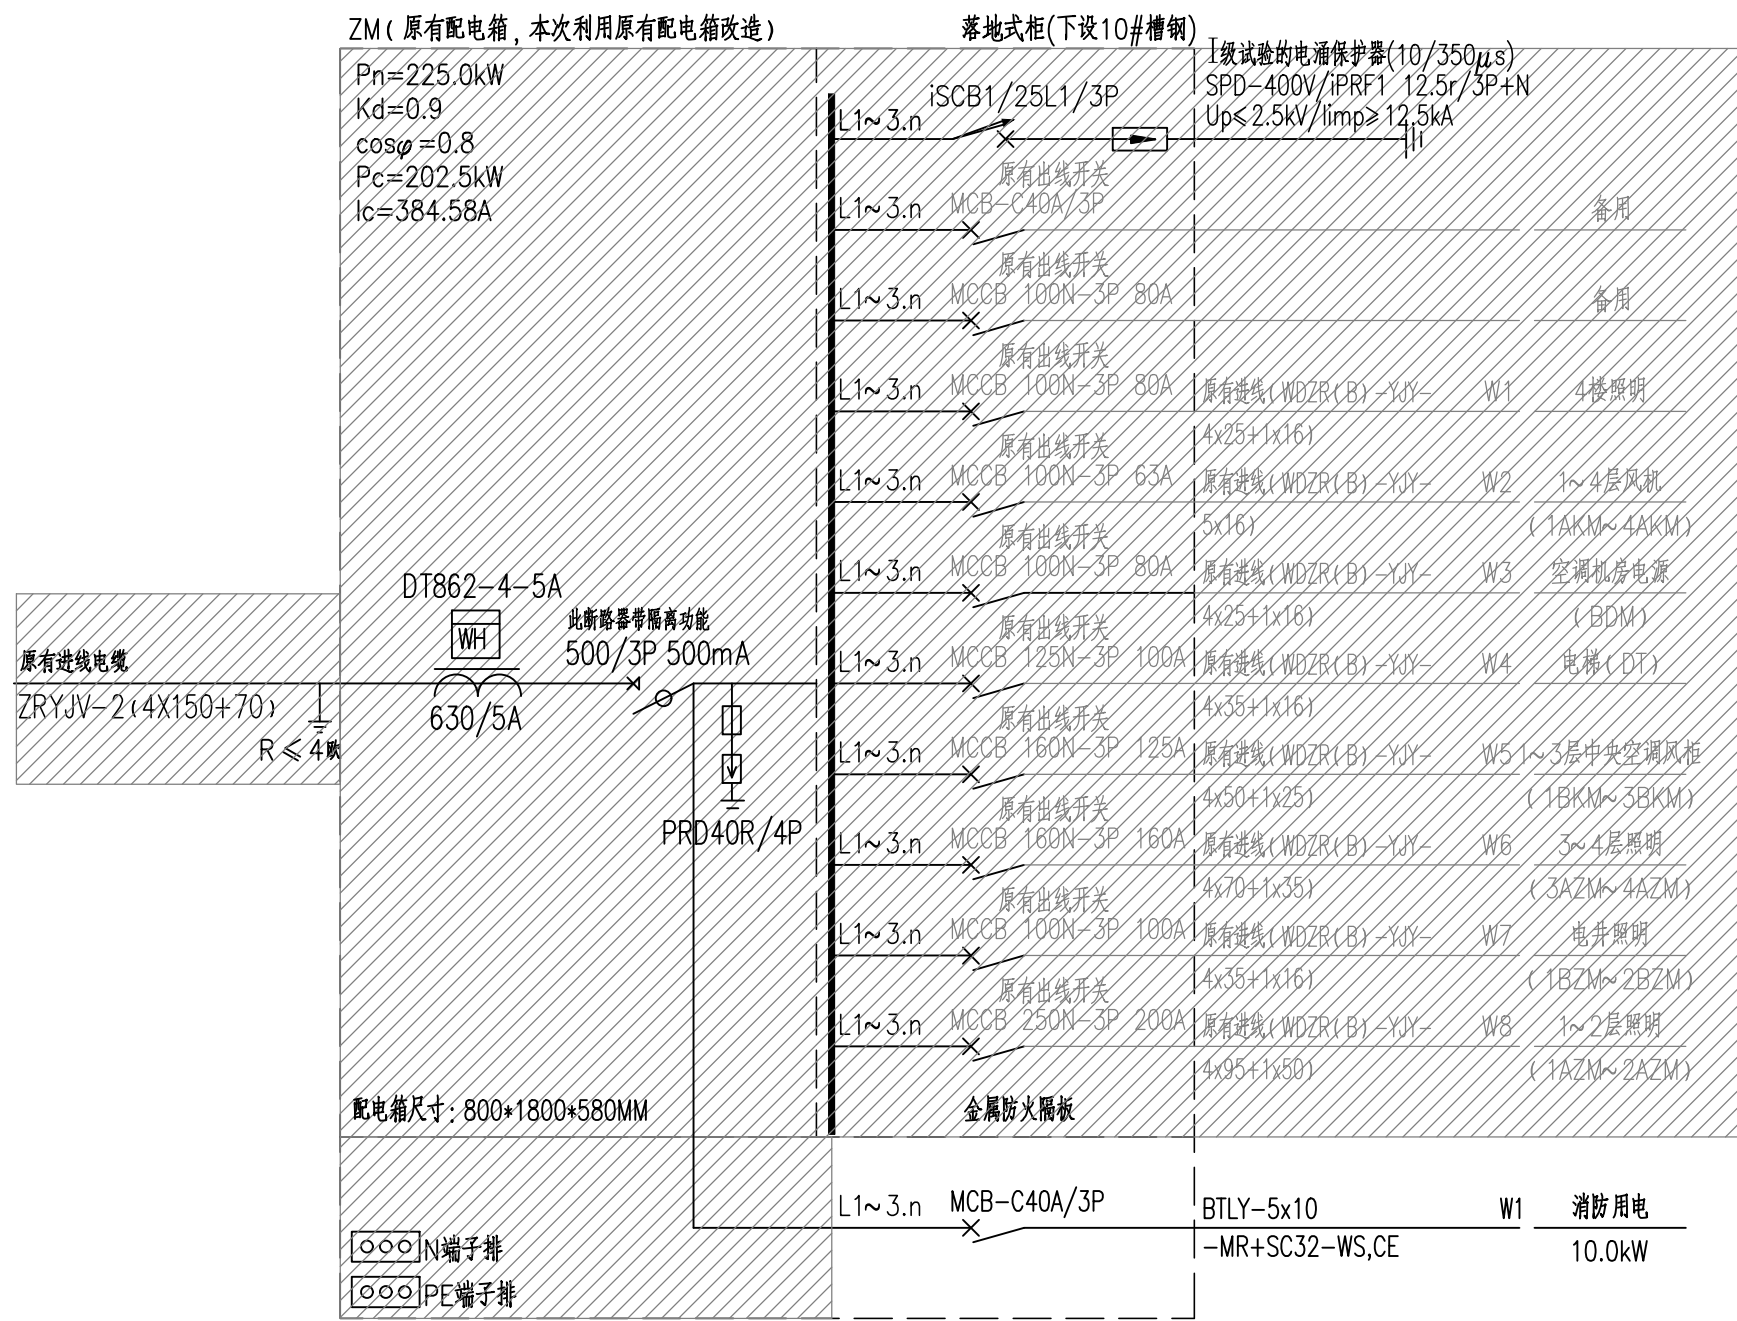 ZM(原有配电箱,本次利用原有配电箱改造)
落地式柜(下设10#槽钢)
Pn=225.0kW
Kd=0.9
cosφ=0.8
Pc=202.5kW
Ic=384.58A
I级试验的电涌保护器(10/350μs)
SPD-400V/iPRF1 12.5r/3P+N
Up≤2.5kV/Iimp≥12.5kA
L1~3.n
iSCB1/25L1/3P
原有出线开关
L1~3.n MCB-C40A/3P 备用
原有出线开关
L1~3.n MCCB 100N-3P 80A 备用
原有出线开关
L1~3.n MCCB 100N-3P 80A 原有进线(WDZR(B)-YJY- W1 4楼照明
4x25+1x16)
原有出线开关
L1~3.n MCCB 100N-3P 63A 原有进线(WDZR(B)-YJY- W2 1~4层风机
5x16) (1AKM~4AKM)
原有出线开关
L1~3.n MCCB 100N-3P 80A 原有进线(WDZR(B)-YJY- W3 空调机房电源
4x25+1x16) (BDM)
原有出线开关
L1~3.n MCCB 125N-3P 100A 原有进线(WDZR(B)-YJY- W4 电梯(DT)
4x35+1x16)
原有出线开关
L1~3.n MCCB 160N-3P 125A 原有进线(WDZR(B)-YJY- W5 1~3层中央空调风柜
4x50+1x25) (1BKM~3BKM)
原有出线开关
L1~3.n MCCB 160N-3P 160A 原有进线(WDZR(B)-YJY- W6 3~4层照明
4x70+1x35) (3AZM~4AZM)
原有出线开关
L1~3.n MCCB 100N-3P 100A 原有进线(WDZR(B)-YJY- W7 电井照明
4x35+1x16) (1BZM~2BZM)
原有出线开关
L1~3.n MCCB 250N-3P 200A 原有进线(WDZR(B)-YJY- W8 1~2层照明
4x95+1x50) (1AZM~2AZM)
DT862-4-5A
WH
630/5A
此断路器带隔离功能
500/3P 500mA
原有进线电缆
ZRYJV-2(4X150+70)
R≤4欧
PRD40R/4P
配电箱尺寸:800*1800*580MM
金属防火隔板
L1~3.n MCB-C40A/3P BTLY-5x10 W1 消防用电
-MR+SC32-WS,CE 10.0kW
N端子排
PE端子排